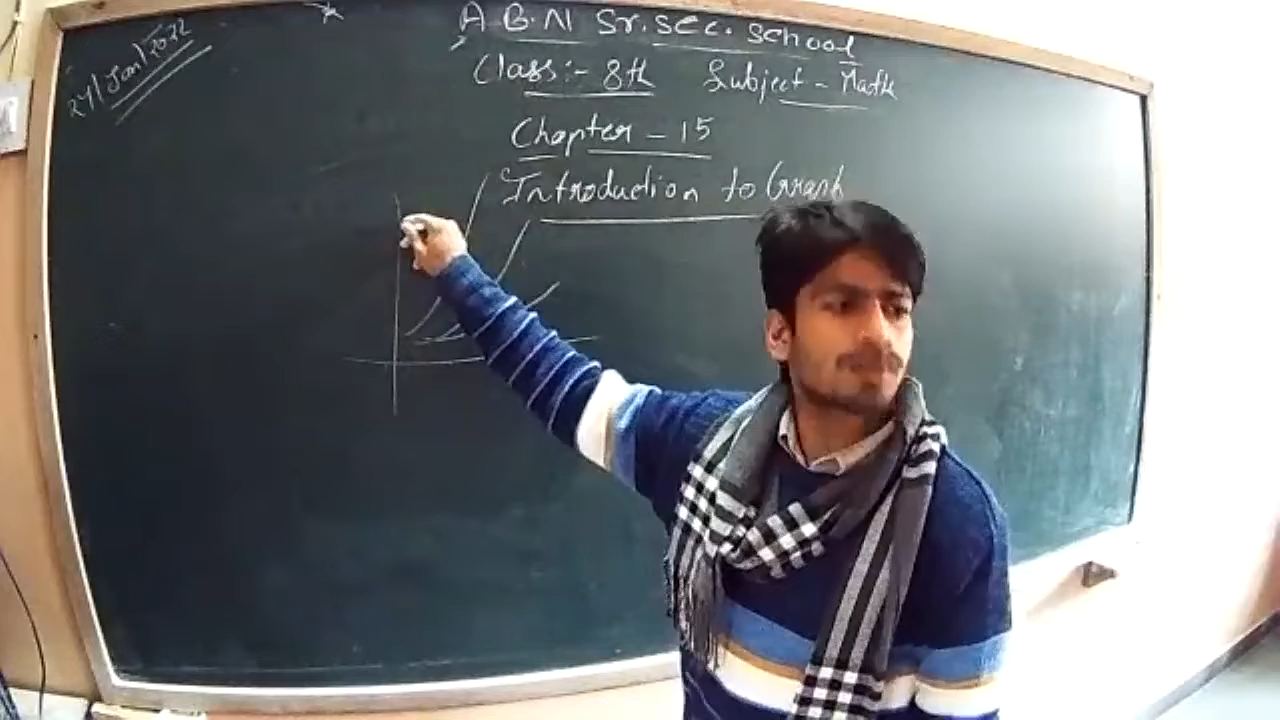 24/Jan/2022
A B.N Sr. Sec. School
Class:- 8th Subject - Math
Chapter - 15
Introduction to Graph